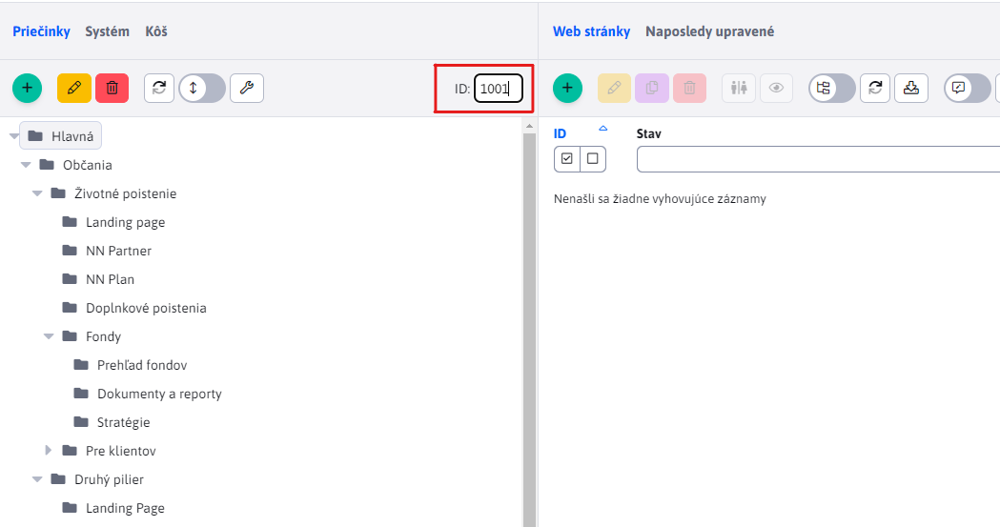 Priečinky Systém Kôš
ID: 1001
Hlavná
Občania
Životné poistenie
Landing page
NN Partner
NN Plan
Doplnkové poistenia
Fondy
Prehľad fondov
Dokumenty a reporty
Stratégie
Pre klientov
Druhý pilier
Landing Page
Web stránky Naposledy upravené
ID Stav
Nenašli sa žiadne vyhovujúce záznamy